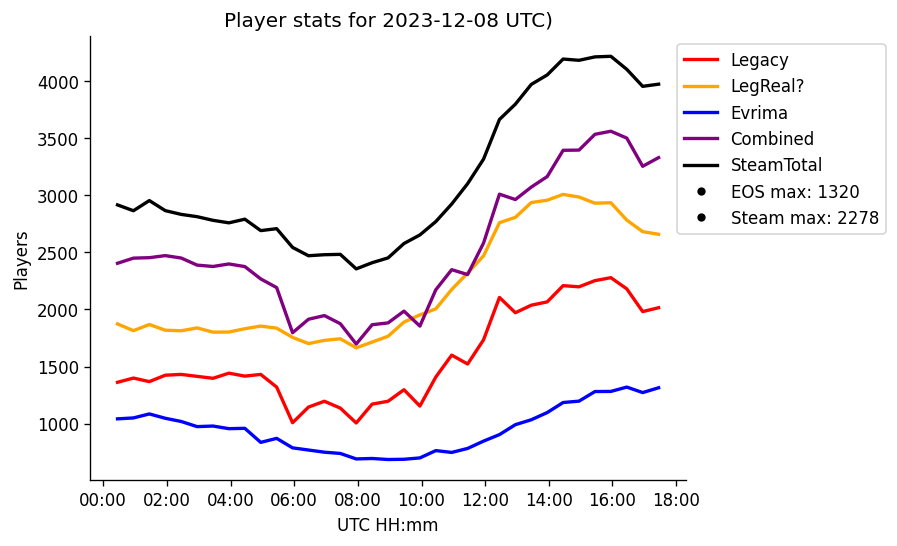 Player stats for 2023-12-08 UTC)
Legacy
LegReal?
Evrima
Combined
SteamTotal
EOS max: 1320
Steam max: 2278
Players
4000
3500
3000
2500
2000
1500
1000
00:00 02:00 04:00 06:00 08:00 10:00 12:00 14:00 16:00 18:00
UTC HH:mm